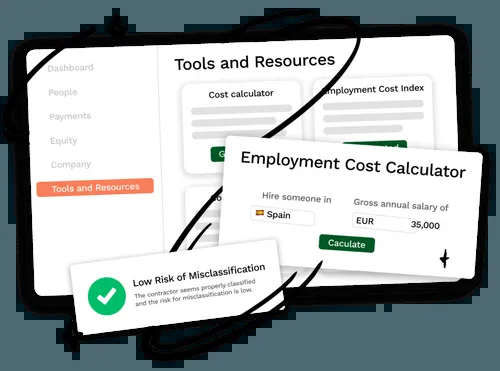 Tools and Resources
Dashboard
People
Payments
Equity
Company
Tools and Resources
Cost calculator
Employment Cost Index
Employment Cost Calculator
Hire someone in
Gross annual salary of
Spain
EUR 35,000
Caculate
Low Risk of Misclassification
The contractor seems properly classified
and the risk for misclassification is low.